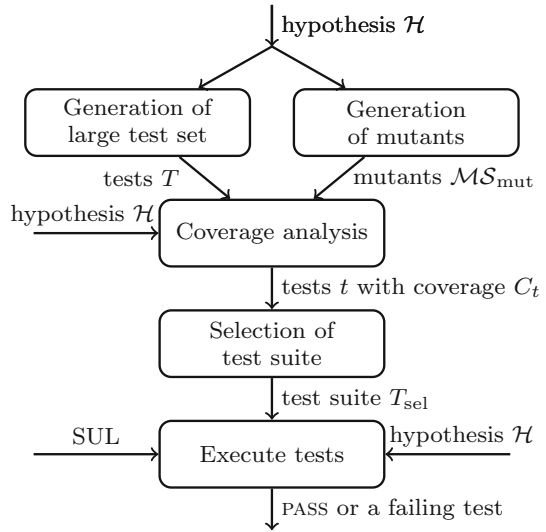 hypothesis ℋ
Generation of
large test set
Generation
of mutants
tests T
mutants ℳ𝒮mut
hypothesis ℋ
Coverage analysis
tests t with coverage Cₜ
Selection of
test suite
test suite Tsel
SUL
hypothesis ℋ
Execute tests
PASS or a failing test